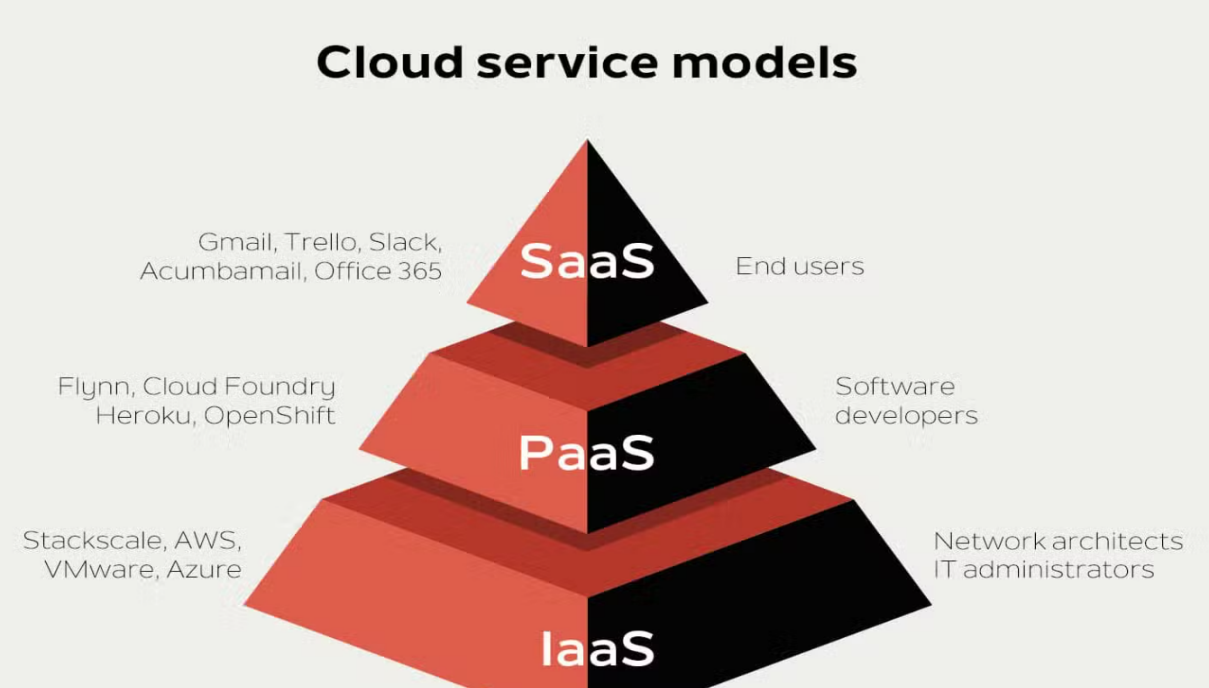 Cloud service models
Gmail, Trello, Slack,
Acumbamail, Office 365
SaaS
End users
Flynn, Cloud Foundry
Heroku, OpenShift
PaaS
Software
developers
Stackscale, AWS,
VMware, Azure
IaaS
Network architects
IT administrators